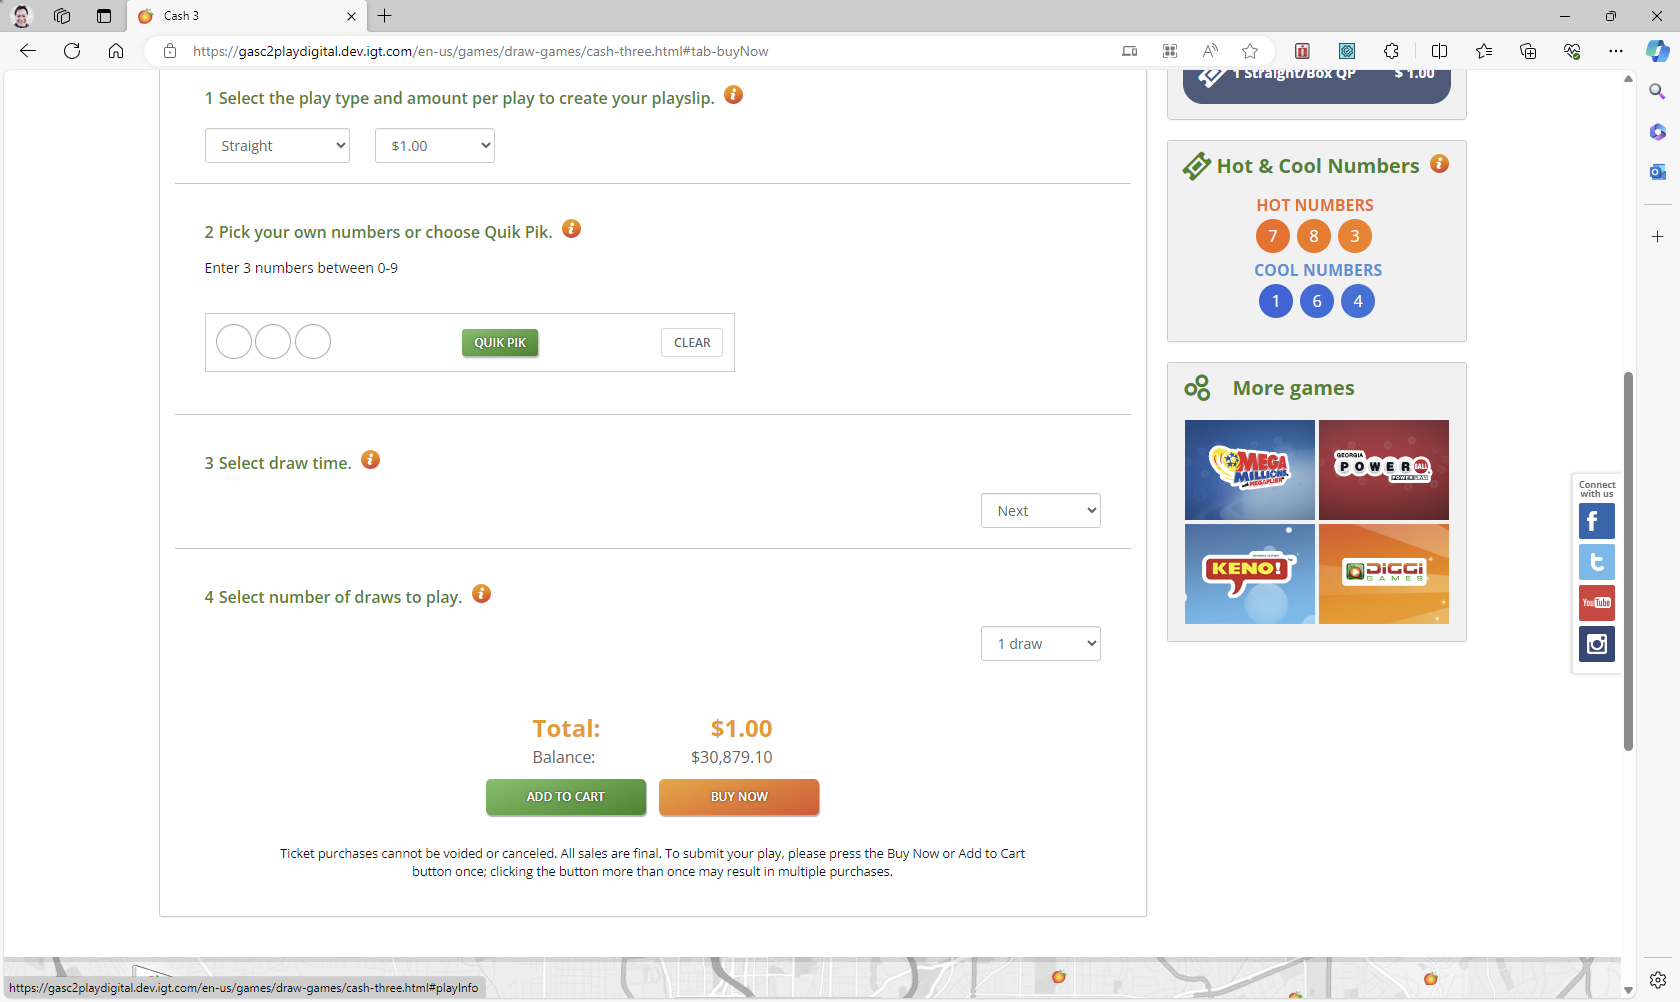 Cash 3
https://gasc2playdigital.dev.igt.com/en-us/games/draw-games/cash-three.html#tab-buyNow
1 Select the play type and amount per play to create your playslip.
Straight
$1.00
2 Pick your own numbers or choose Quik Pik.
Enter 3 numbers between 0-9
QUIK PIK
CLEAR
3 Select draw time.
Next
4 Select number of draws to play.
1 draw
Total: $1.00
Balance: $30,879.10
ADD TO CART
BUY NOW
Ticket purchases cannot be voided or canceled. All sales are final. To submit your play, please press the Buy Now or Add to Cart
button once; clicking the button more than once may result in multiple purchases.
1 Straight/Box QP $ 1.00
Hot & Cool Numbers
HOT NUMBERS
7 8 3
COOL NUMBERS
1 6 4
More games
MEGA
MILLIONS
MEGAPLIER
GEORGIA
POWERBALL
POWER PLAY
KENO!
DiGGi
GAMES
Connect
with us
You Tube
https://gasc2playdigital.dev.igt.com/en-us/games/draw-games/cash-three.html#playInfo